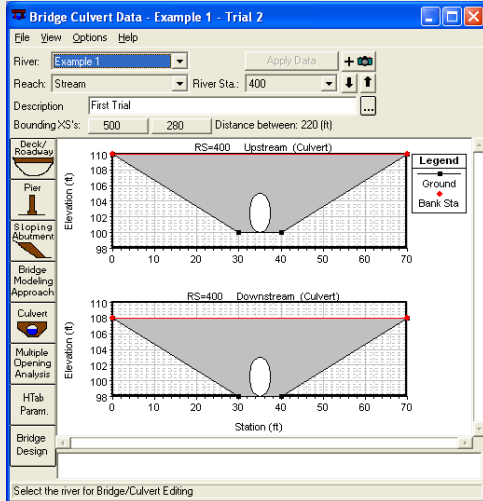 Bridge Culvert Data - Example 1 - Trial 2
File View Options Help
River: Example 1 Apply Data
Reach: Stream River Sta.: 400
Description First Trial ...
Bounding XS's: 500 280 Distance between: 220 (ft)
Deck/
Roadway
Pier
Sloping
Abutment
Bridge
Modeling
Approach
Culvert
Multiple
Opening
Analysis
HTab
Param.
Bridge
Design
RS=400 Upstream (Culvert)
Elevation (ft)
110
108
106
104
102
100
98
0 10 20 30 40 50 60 70
Legend
Ground
Bank Sta
RS=400 Downstream (Culvert)
Elevation (ft)
110
108
106
104
102
100
98
0 10 20 30 40 50 60 70
Station (ft)
Select the river for Bridge/Culvert Editing